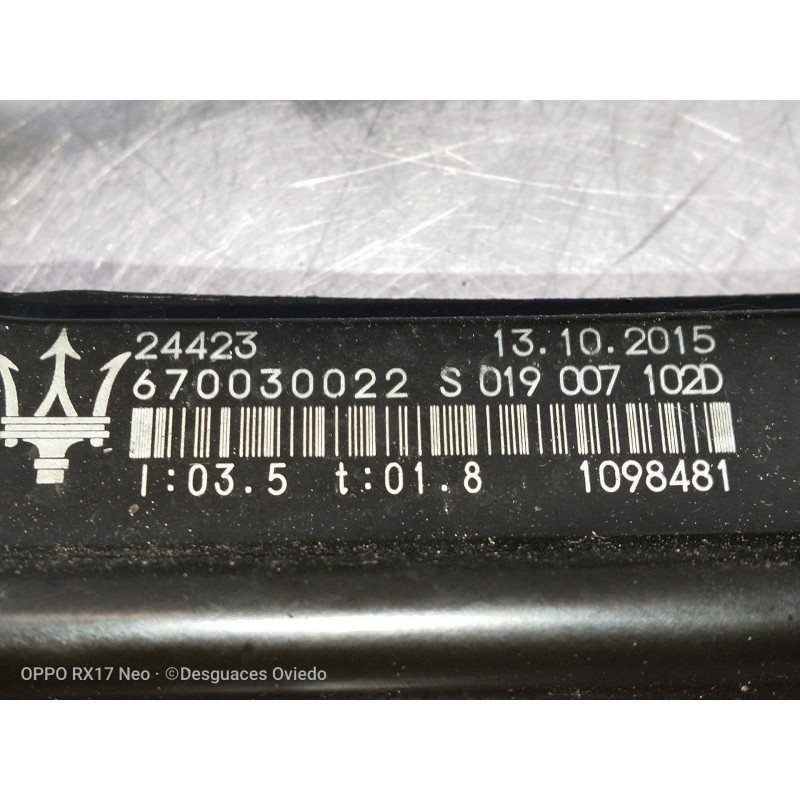 24423 13.10.2015
670030022 S 019 007 102D
I:03.5 t:01.8 1098481
OPPO RX17 Neo · ©Desguaces Oviedo